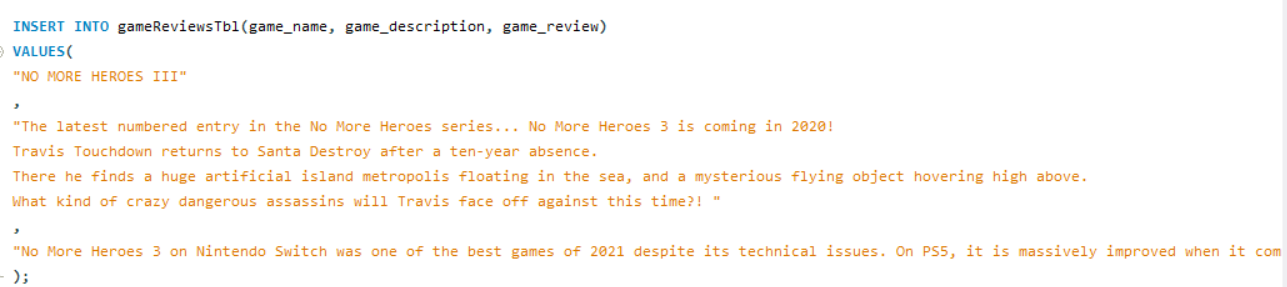 INSERT INTO gameReviewsTbl(game_name, game_description, game_review)
VALUES(
"NO MORE HEROES III"
,
"The latest numbered entry in the No More Heroes series... No More Heroes 3 is coming in 2020!
Travis Touchdown returns to Santa Destroy after a ten-year absence.
There he finds a huge artificial island metropolis floating in the sea, and a mysterious flying object hovering high above.
What kind of crazy dangerous assassins will Travis face off against this time?! "
,
"No More Heroes 3 on Nintendo Switch was one of the best games of 2021 despite its technical issues. On PS5, it is massively improved when it com
);